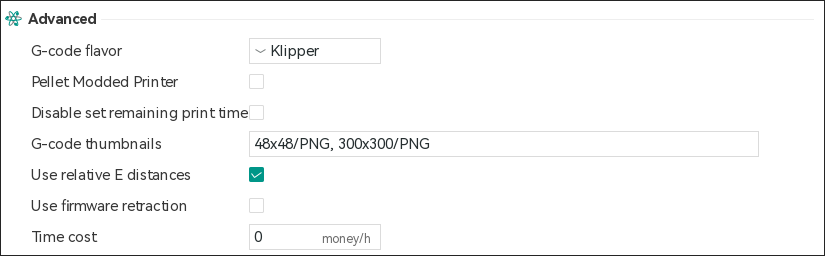 Advanced
G-code flavor Klipper
Pellet Modded Printer
Disable set remaining print time
G-code thumbnails 48x48/PNG, 300x300/PNG
Use relative E distances
Use firmware retraction
Time cost 0 money/h